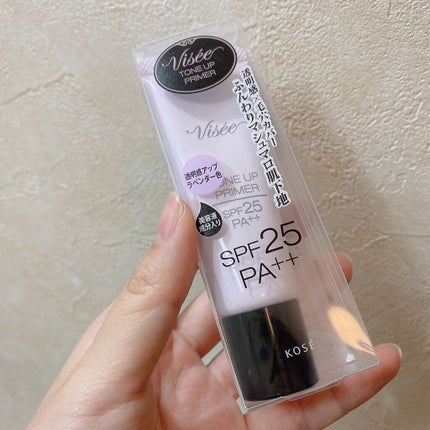 Visée
TONE UP
PRIMER
透明感×毛穴カバー
ふんわりマシュマロ肌下地
Visée
透明感アップ
ラベンダー色
TONE UP
PRIMER
SPF25
PA++
美容液
成分入り
SPF25
PA++
KOSÉ